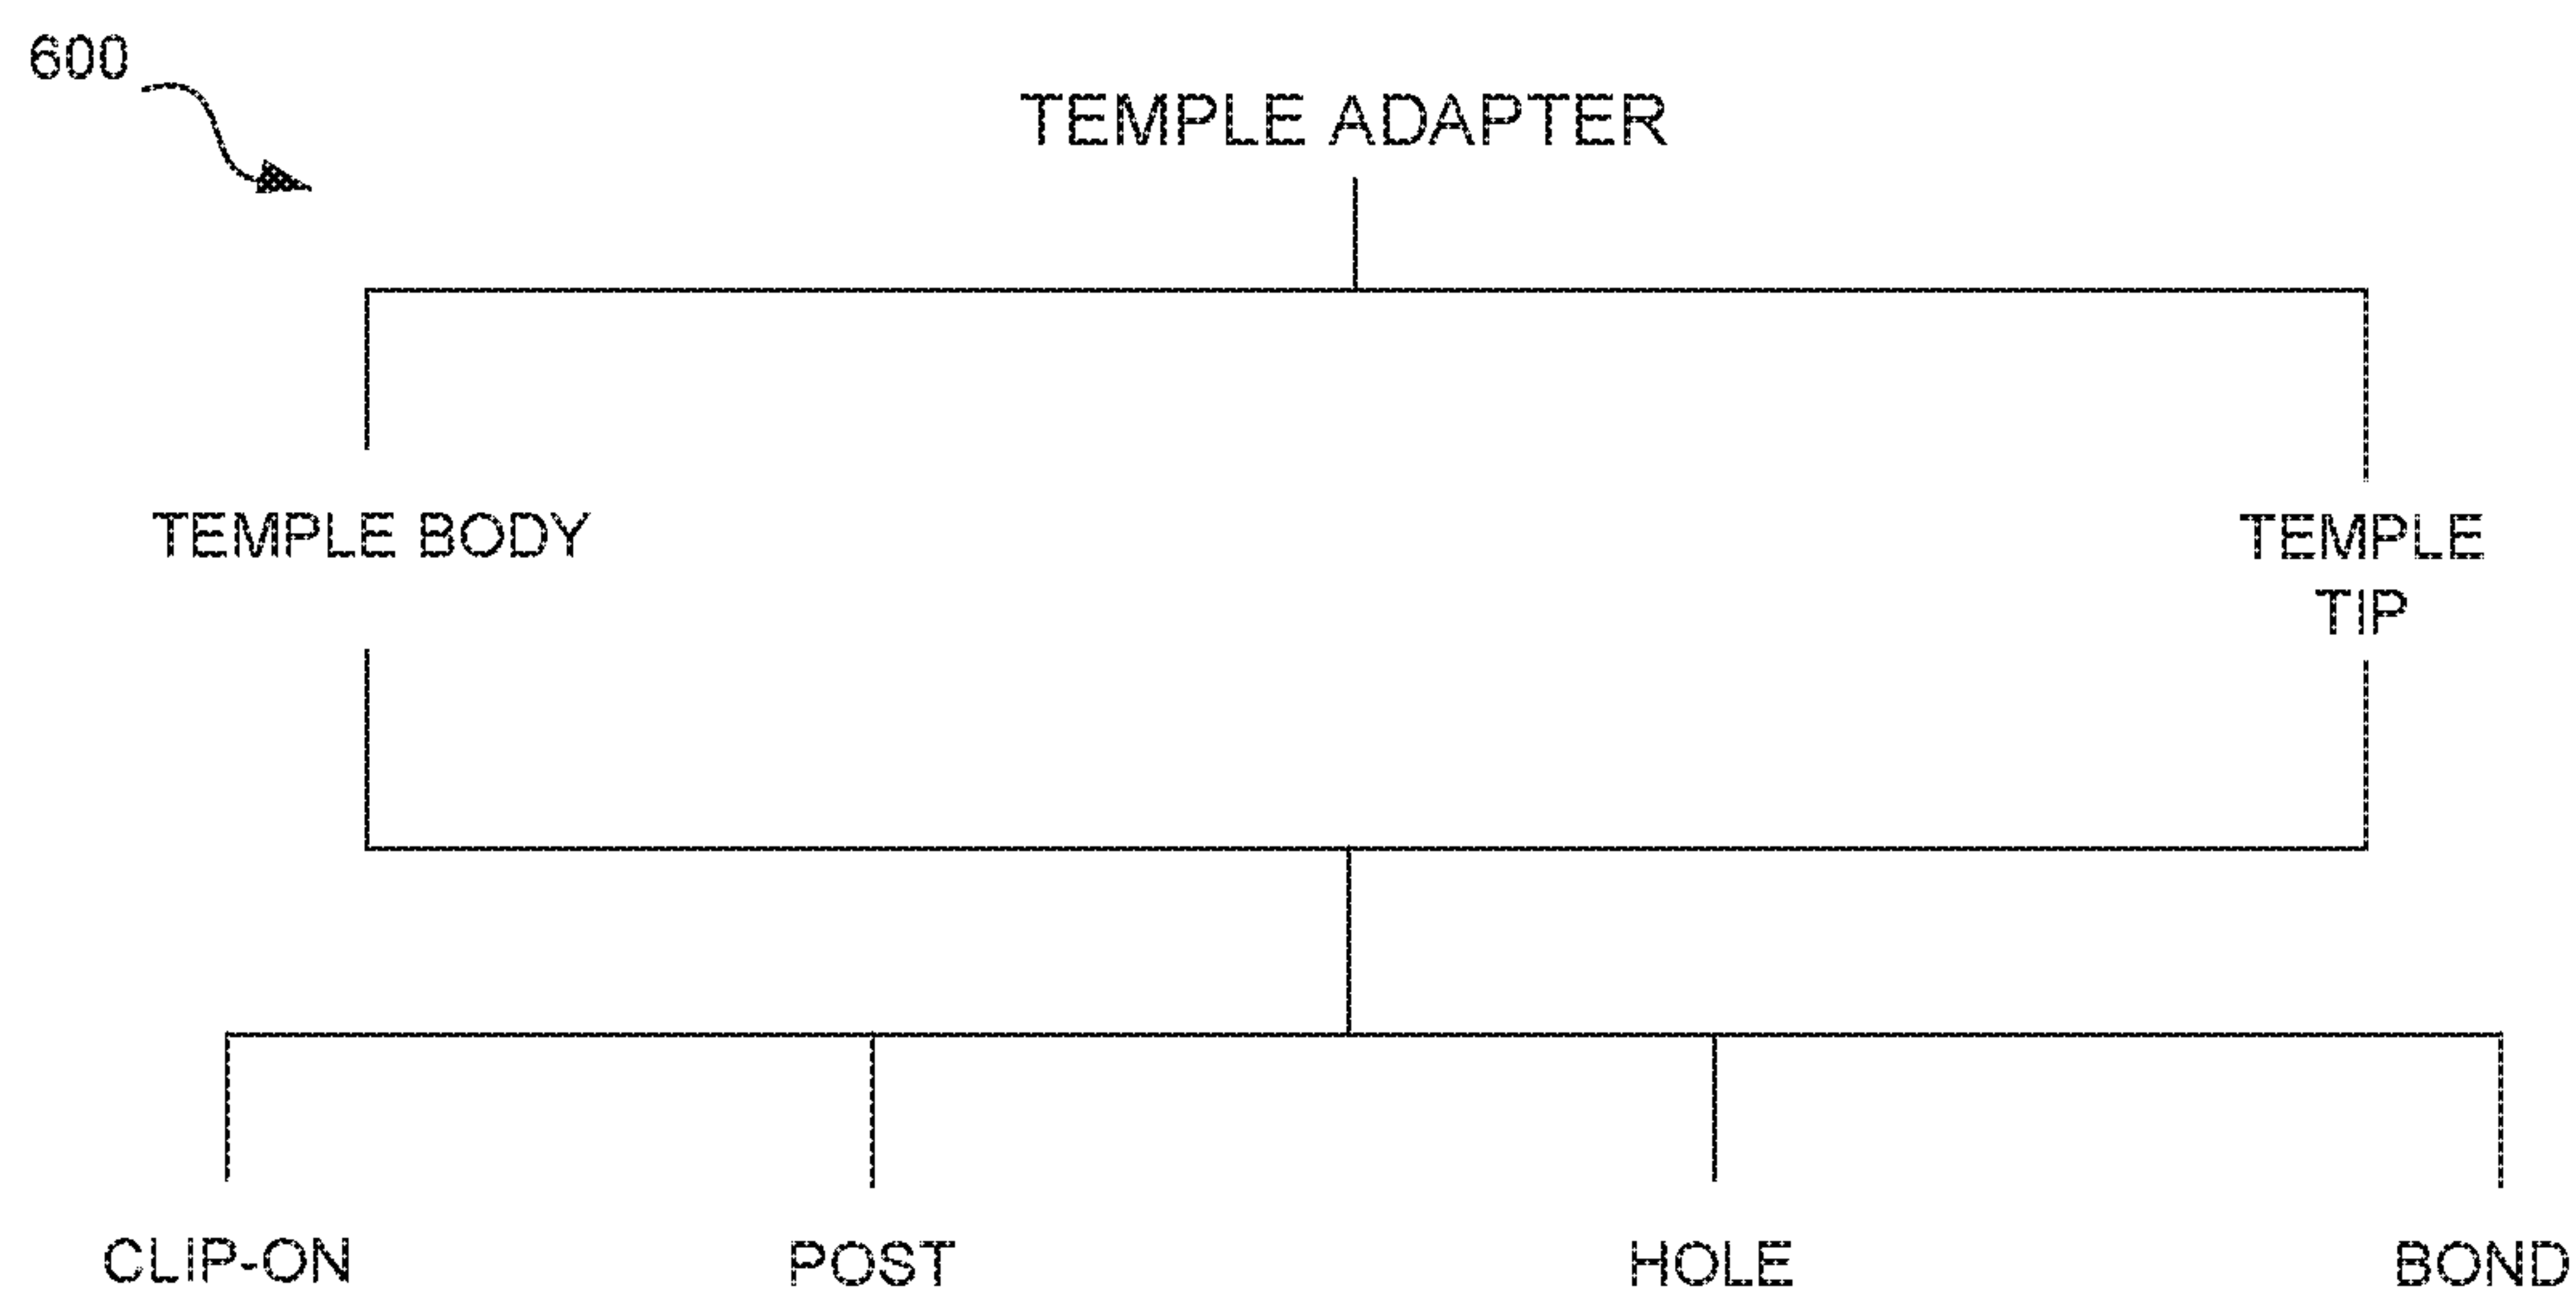 600
TEMPLE ADAPTER
TEMPLE BODY
TEMPLE
TIP
CLIP-ON
POST
HOLE
BOND